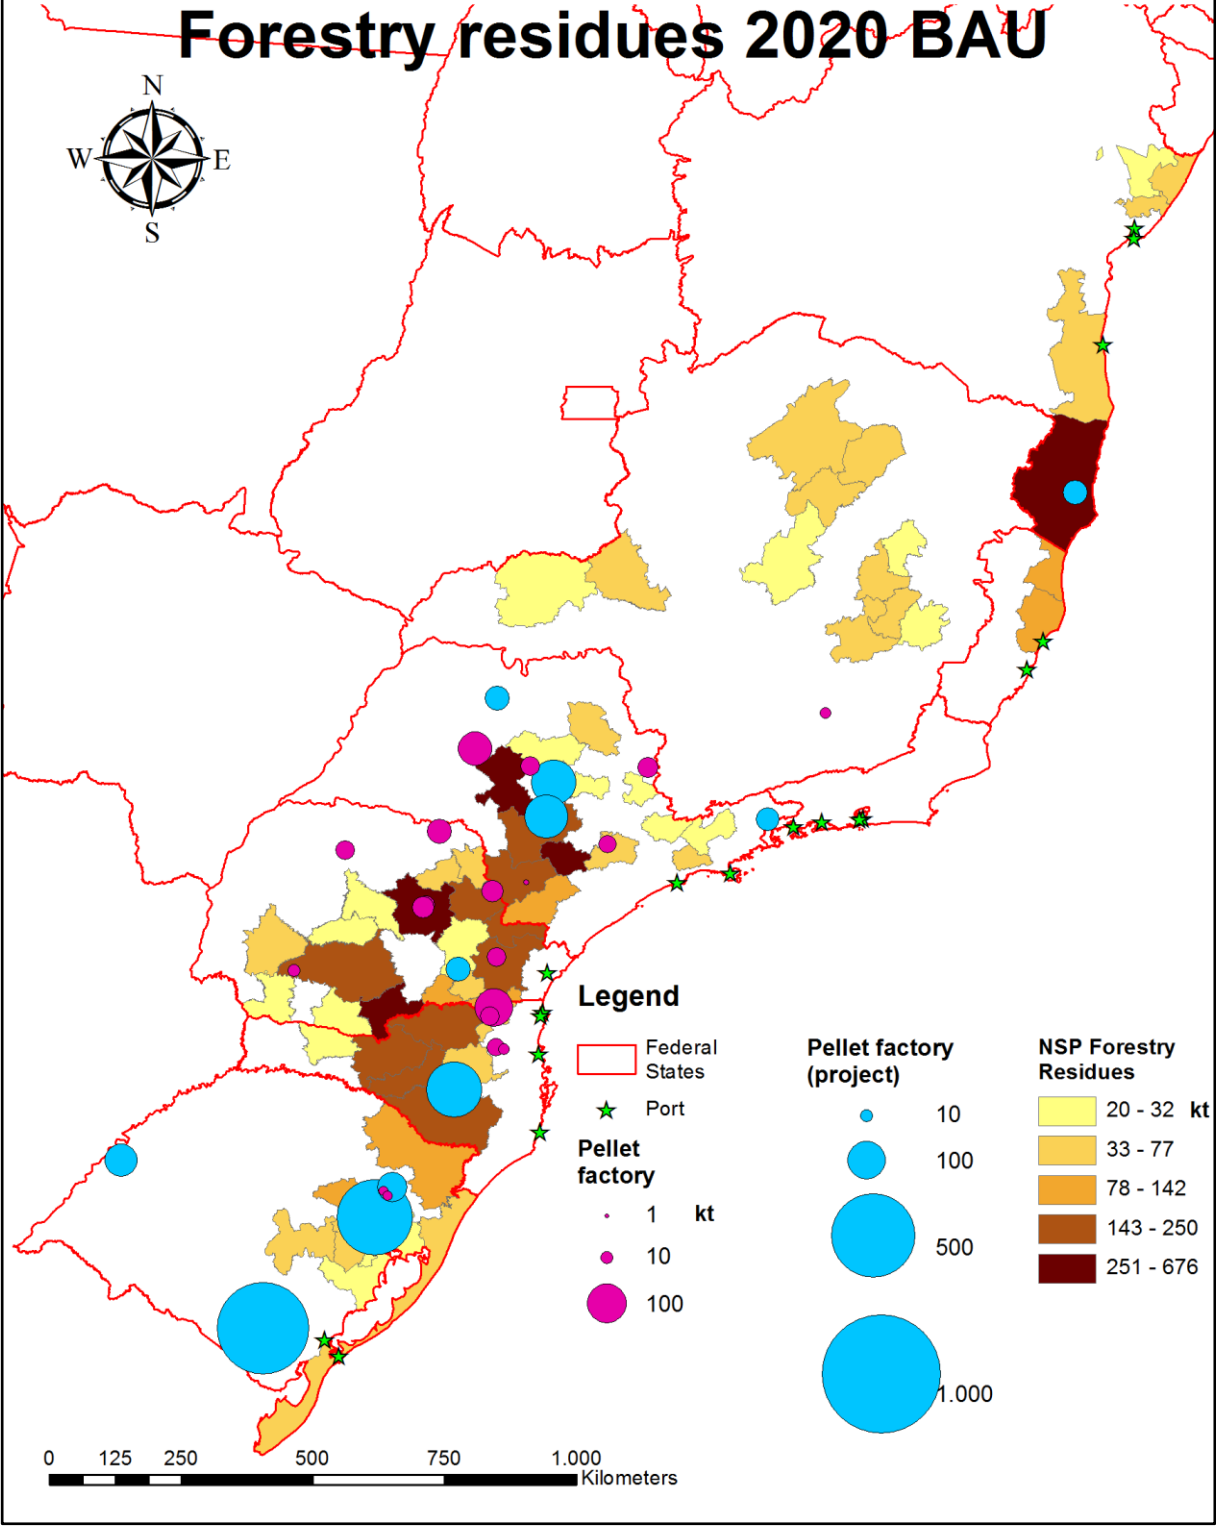 Forestry residues 2020 BAU
N
W E
S
Legend
Federal
States
Port
Pellet
factory
1 kt
10
100
Pellet factory
(project)
10
100
500
1.000
NSP Forestry
Residues
20 - 32 kt
33 - 77
78 - 142
143 - 250
251 - 676
0 125 250 500 750 1.000
Kilometers